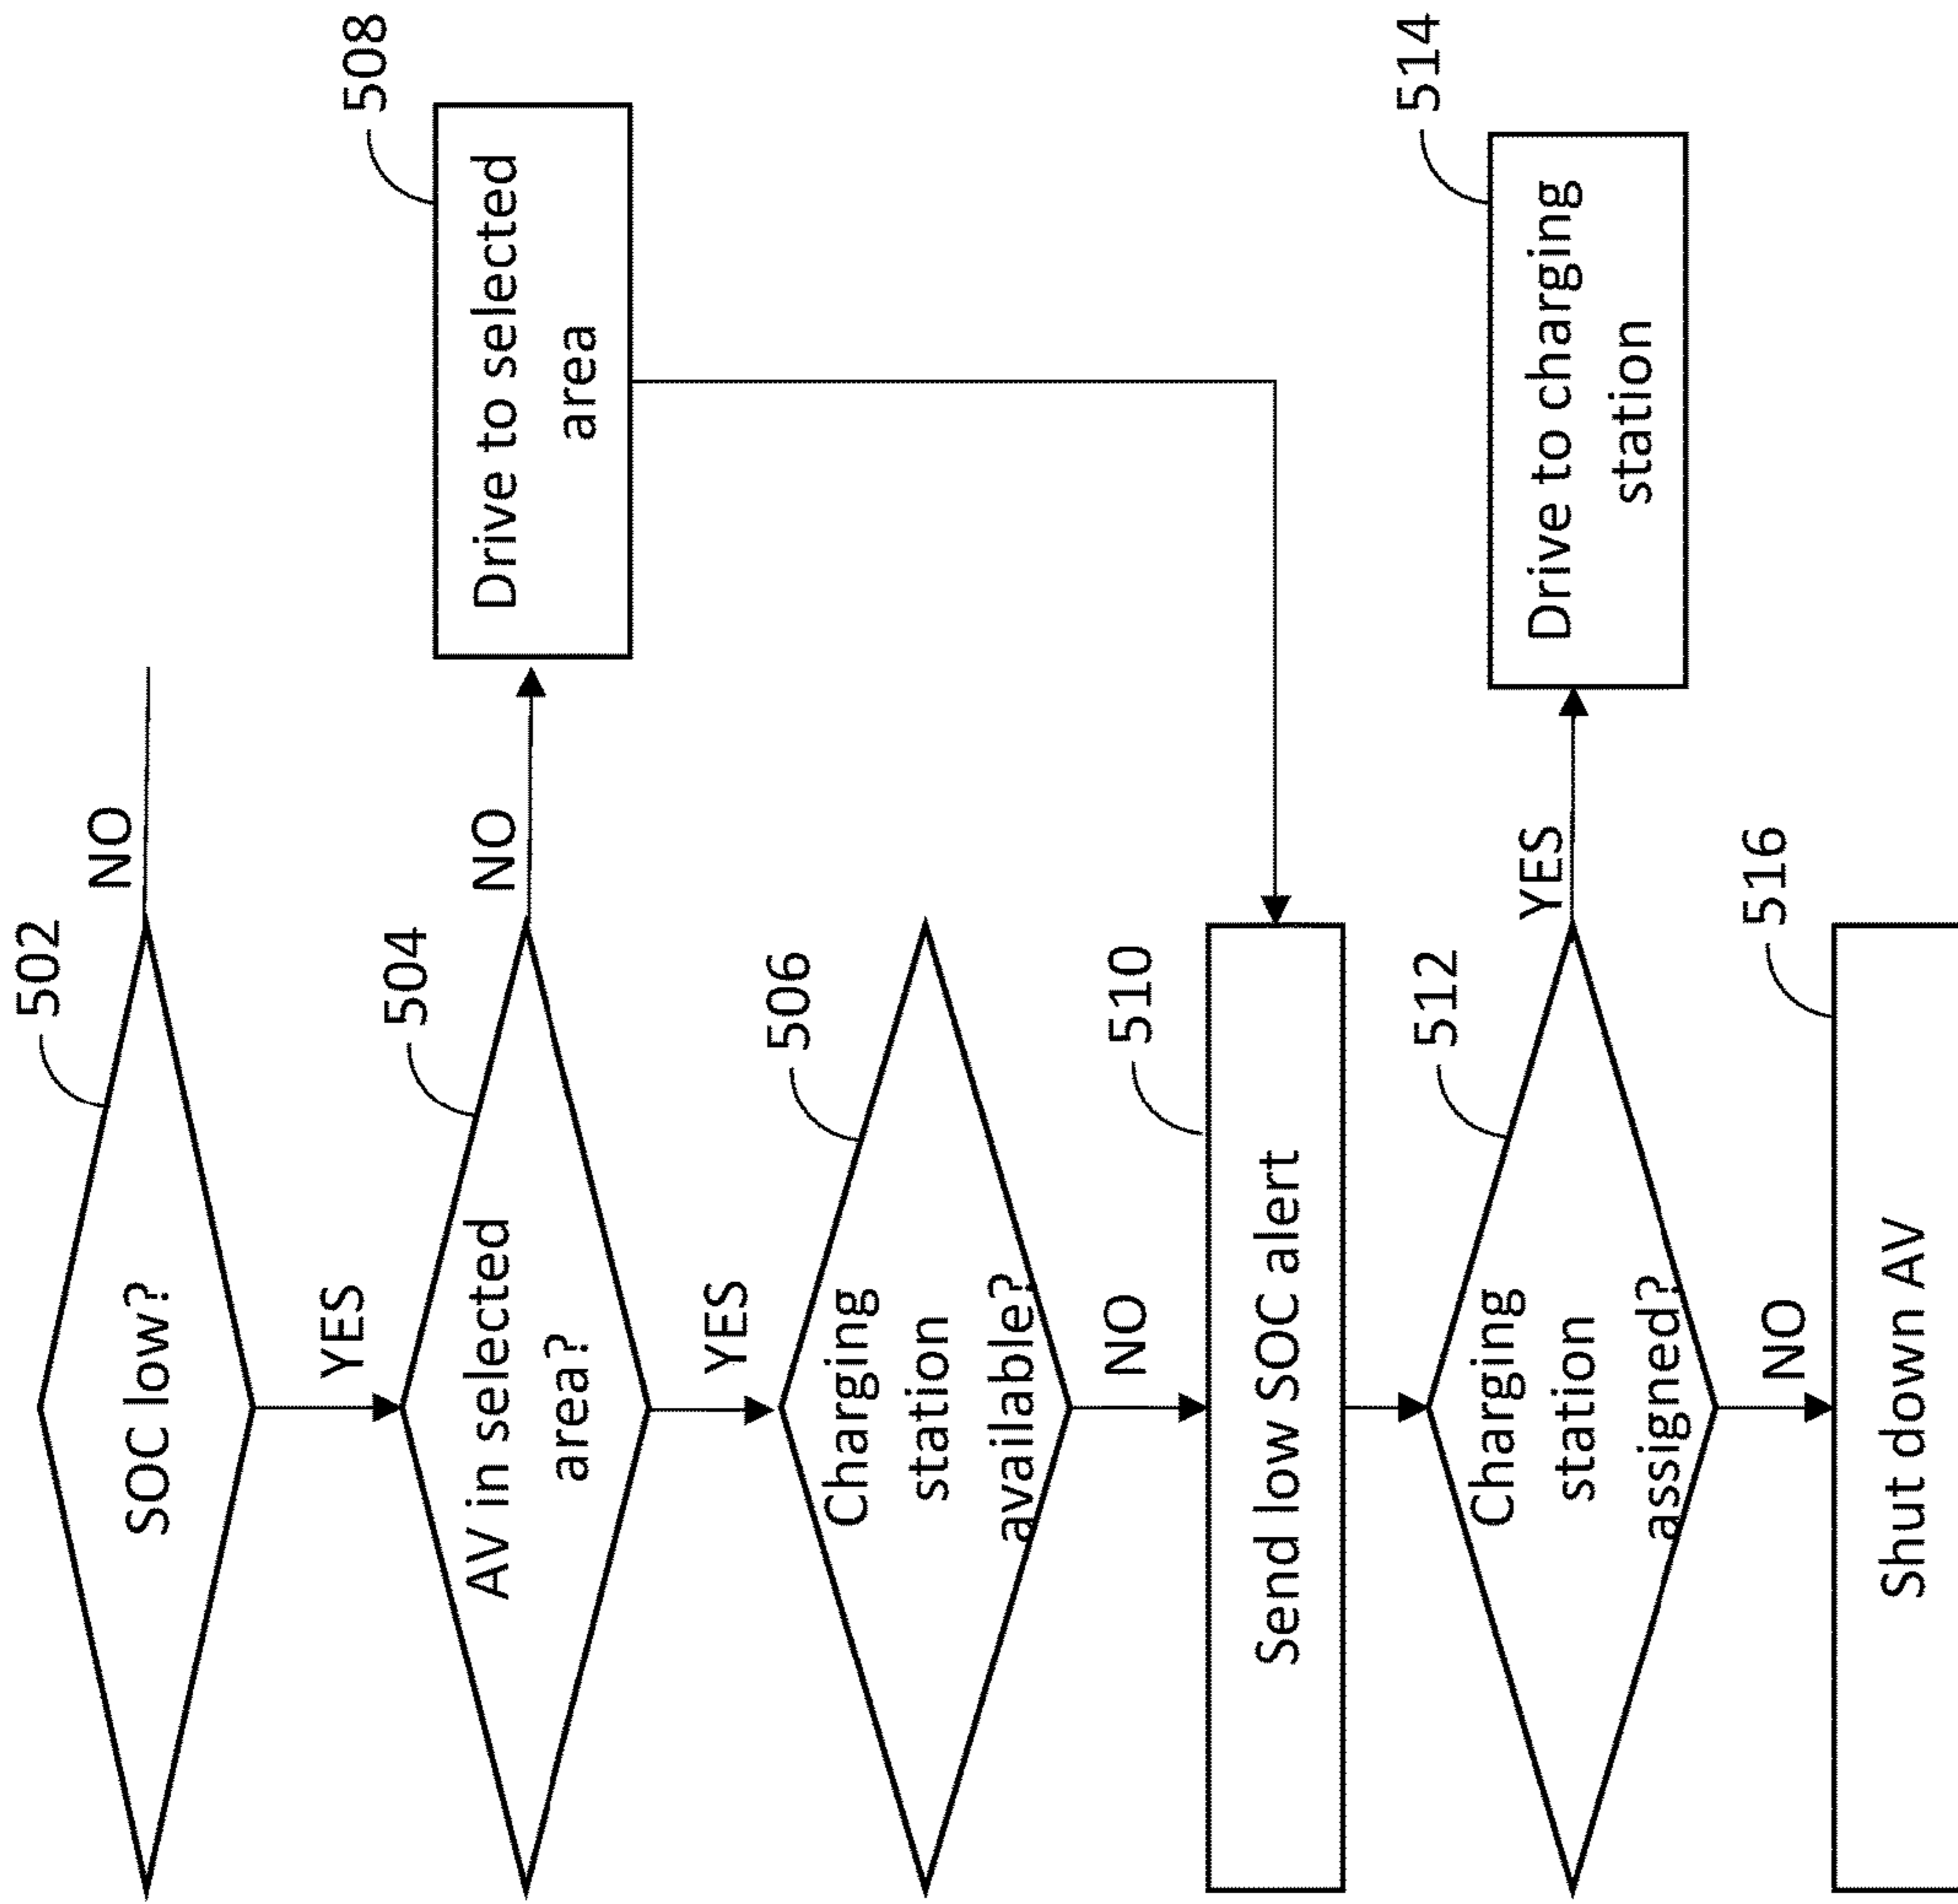 502
SOC low?
NO
YES
504
AV in selected
area?
NO
508
Drive to selected
area
YES
506
Charging
station
available?
NO
510
Send low SOC alert
512
Charging
station
assigned?
YES
514
Drive to charging
station
NO
516
Shut down AV